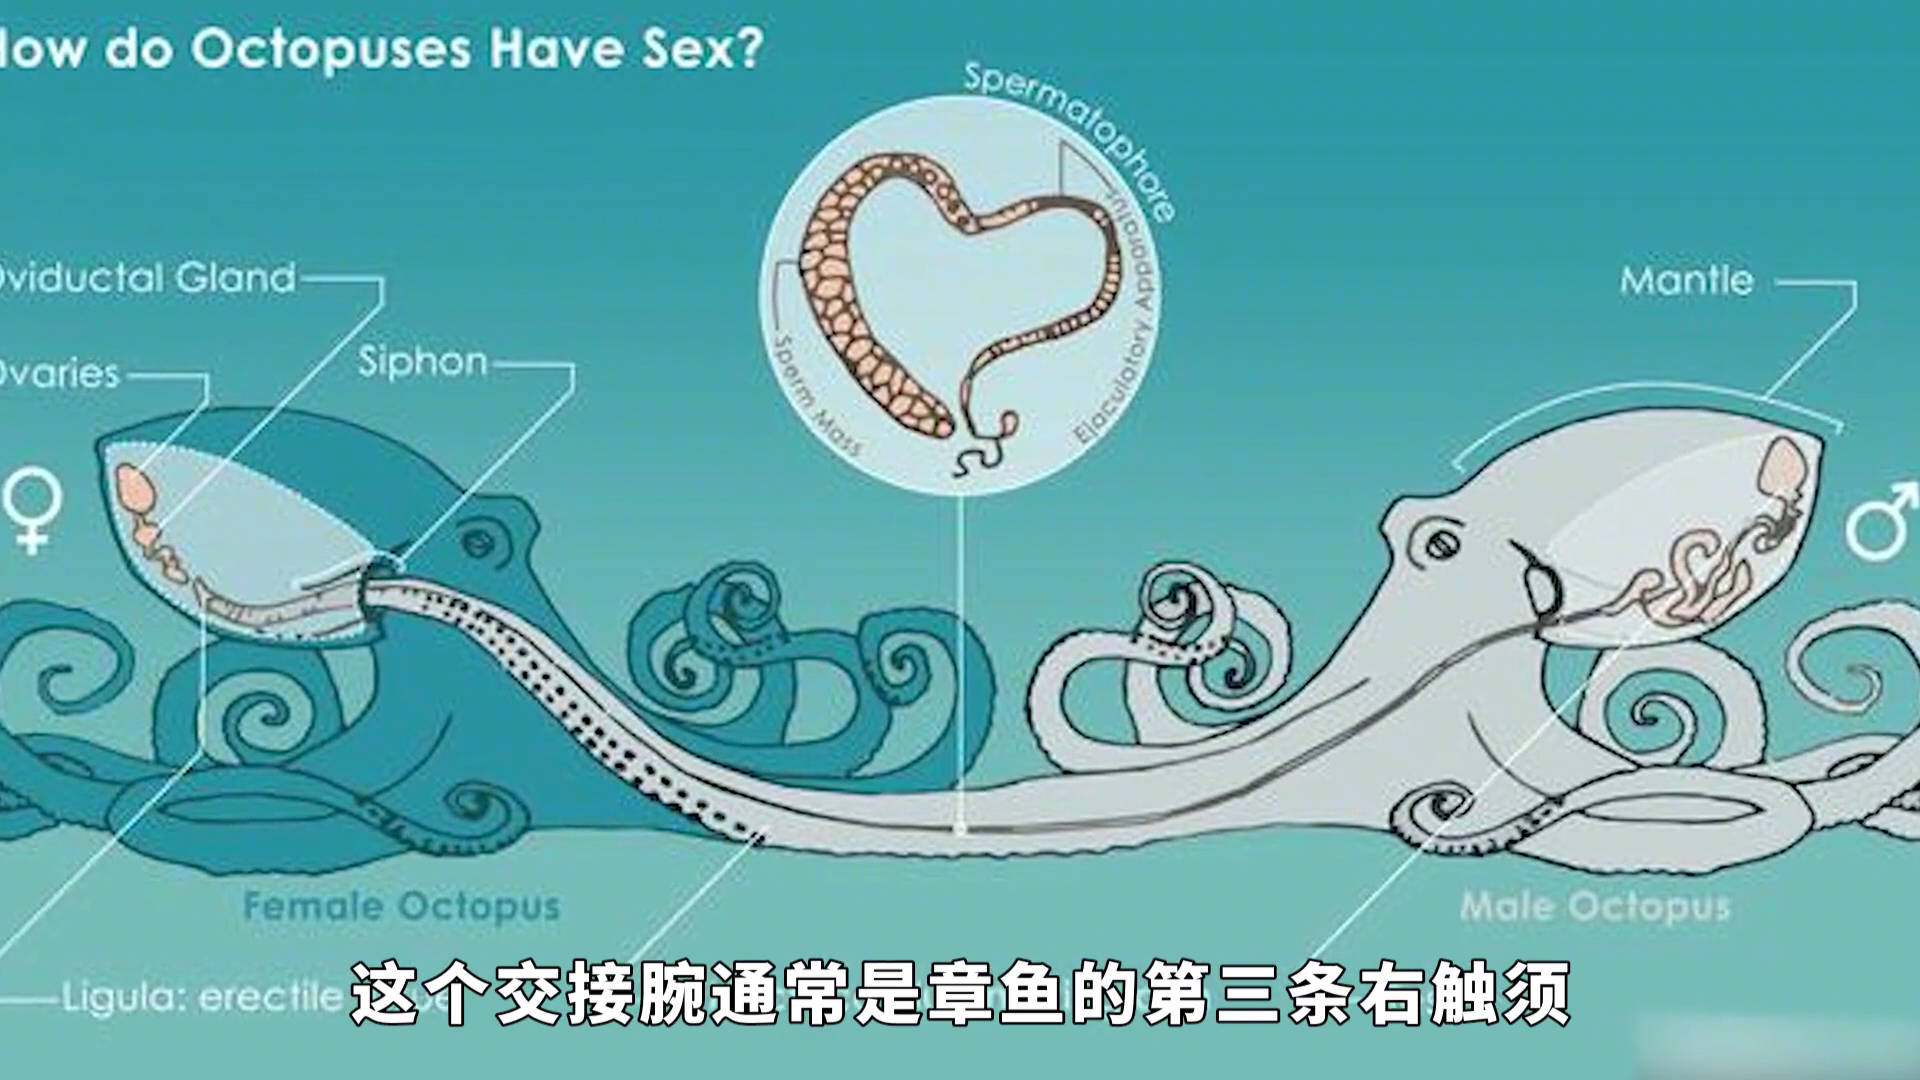 How do Octopuses Have Sex?
Spermatophore
Ejaculatory Apparatus
Sperm Mass
Oviductal Gland
Ovaries
Siphon
Mantle
Female Octopus
Male Octopus
Ligula: erectile
这个交接腕通常是章鱼的第三条右触须